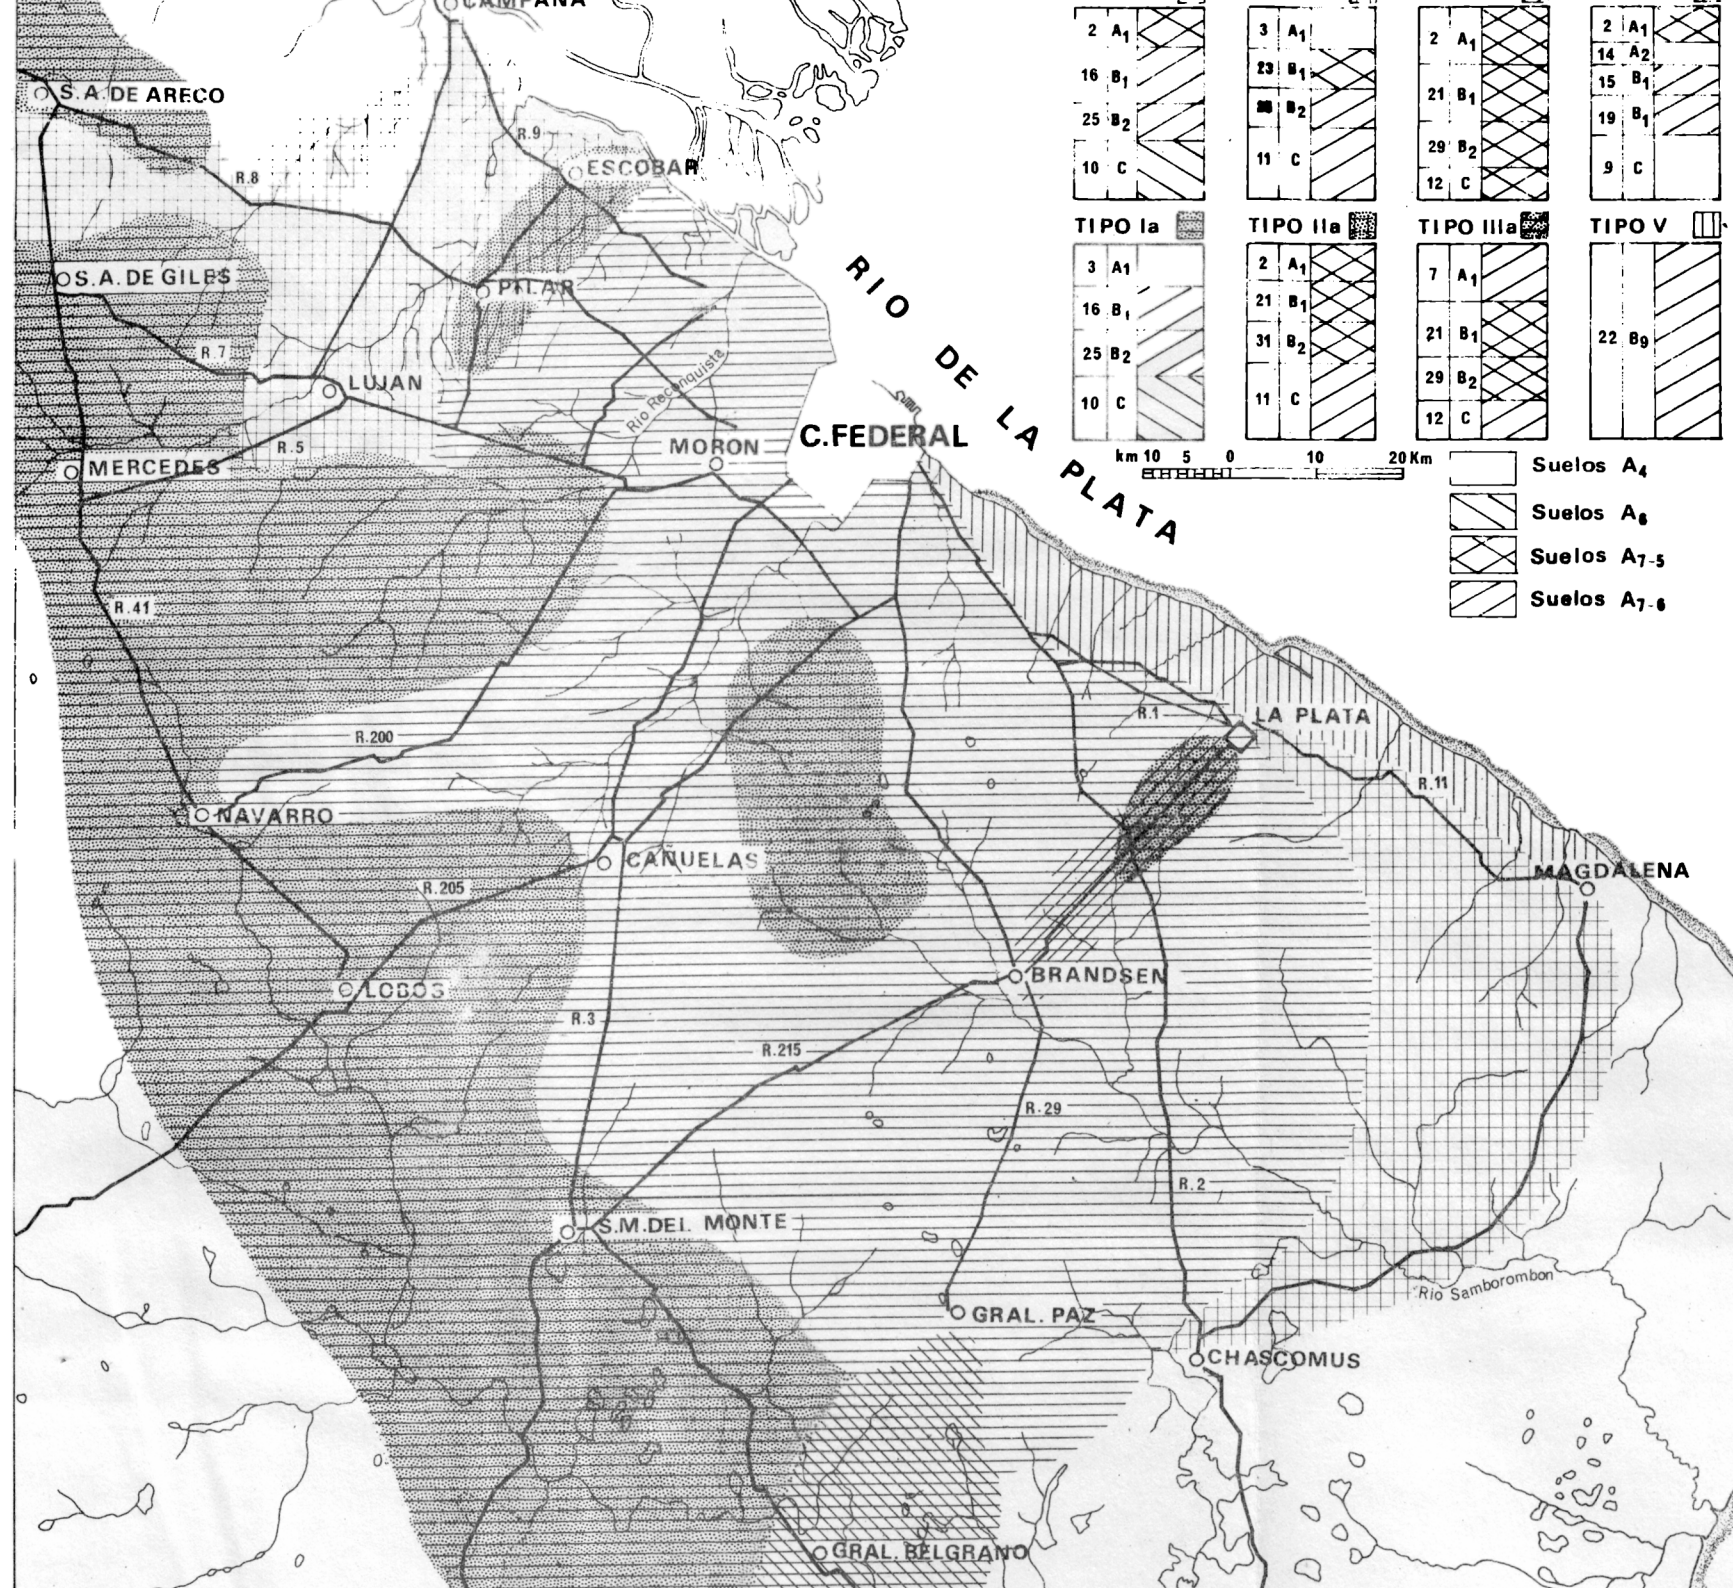 CAMPANA
S.A. DE ARECO
R.9
ESCOBAR
R.8
S.A. DE GILES
PILAR
R.7
LUJAN
Rio Reconquista
R.5
MERCEDES
MORON
C.FEDERAL
RIO DE LA PLATA
R.41
R.200
R.1
LA PLATA
R.11
NAVARRO
CAÑUELAS
MAGDALENA
R.205
LOBOS
BRANDSEN
R.3
R.215
R.29
R.2
S.M.DEL MONTE
Rio Samborombon
GRAL. PAZ
CHASCOMUS
GRAL. BELGRANO
2 A1
16 B1
25 B2
10 C
3 A1
23 B1
B2
11 C
2 A1
21 B1
29 B2
12 C
2 A1
14 A2
15 B1
19 B1
9 C
TIPO Ia
3 A1
16 B1
25 B2
10 C
TIPO IIa
2 A1
21 B1
31 B2
11 C
TIPO IIIa
7 A1
21 B1
29 B2
12 C
TIPO V
22 B9
km 10 5 0 10 20 Km
Suelos A4
Suelos A6
Suelos A7-5
Suelos A7-6